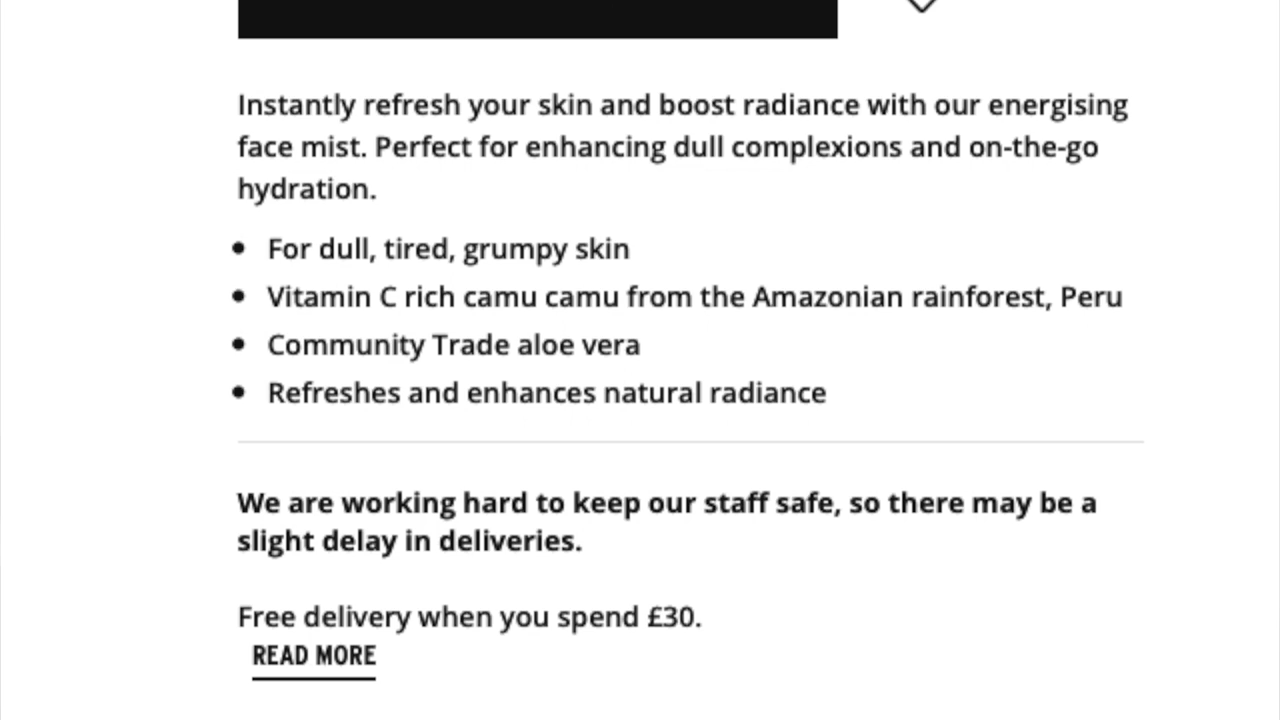 Instantly refresh your skin and boost radiance with our energising
face mist. Perfect for enhancing dull complexions and on-the-go
hydration.
For dull, tired, grumpy skin
Vitamin C rich camu camu from the Amazonian rainforest, Peru
Community Trade aloe vera
Refreshes and enhances natural radiance
We are working hard to keep our staff safe, so there may be a
slight delay in deliveries.
Free delivery when you spend £30.
READ MORE